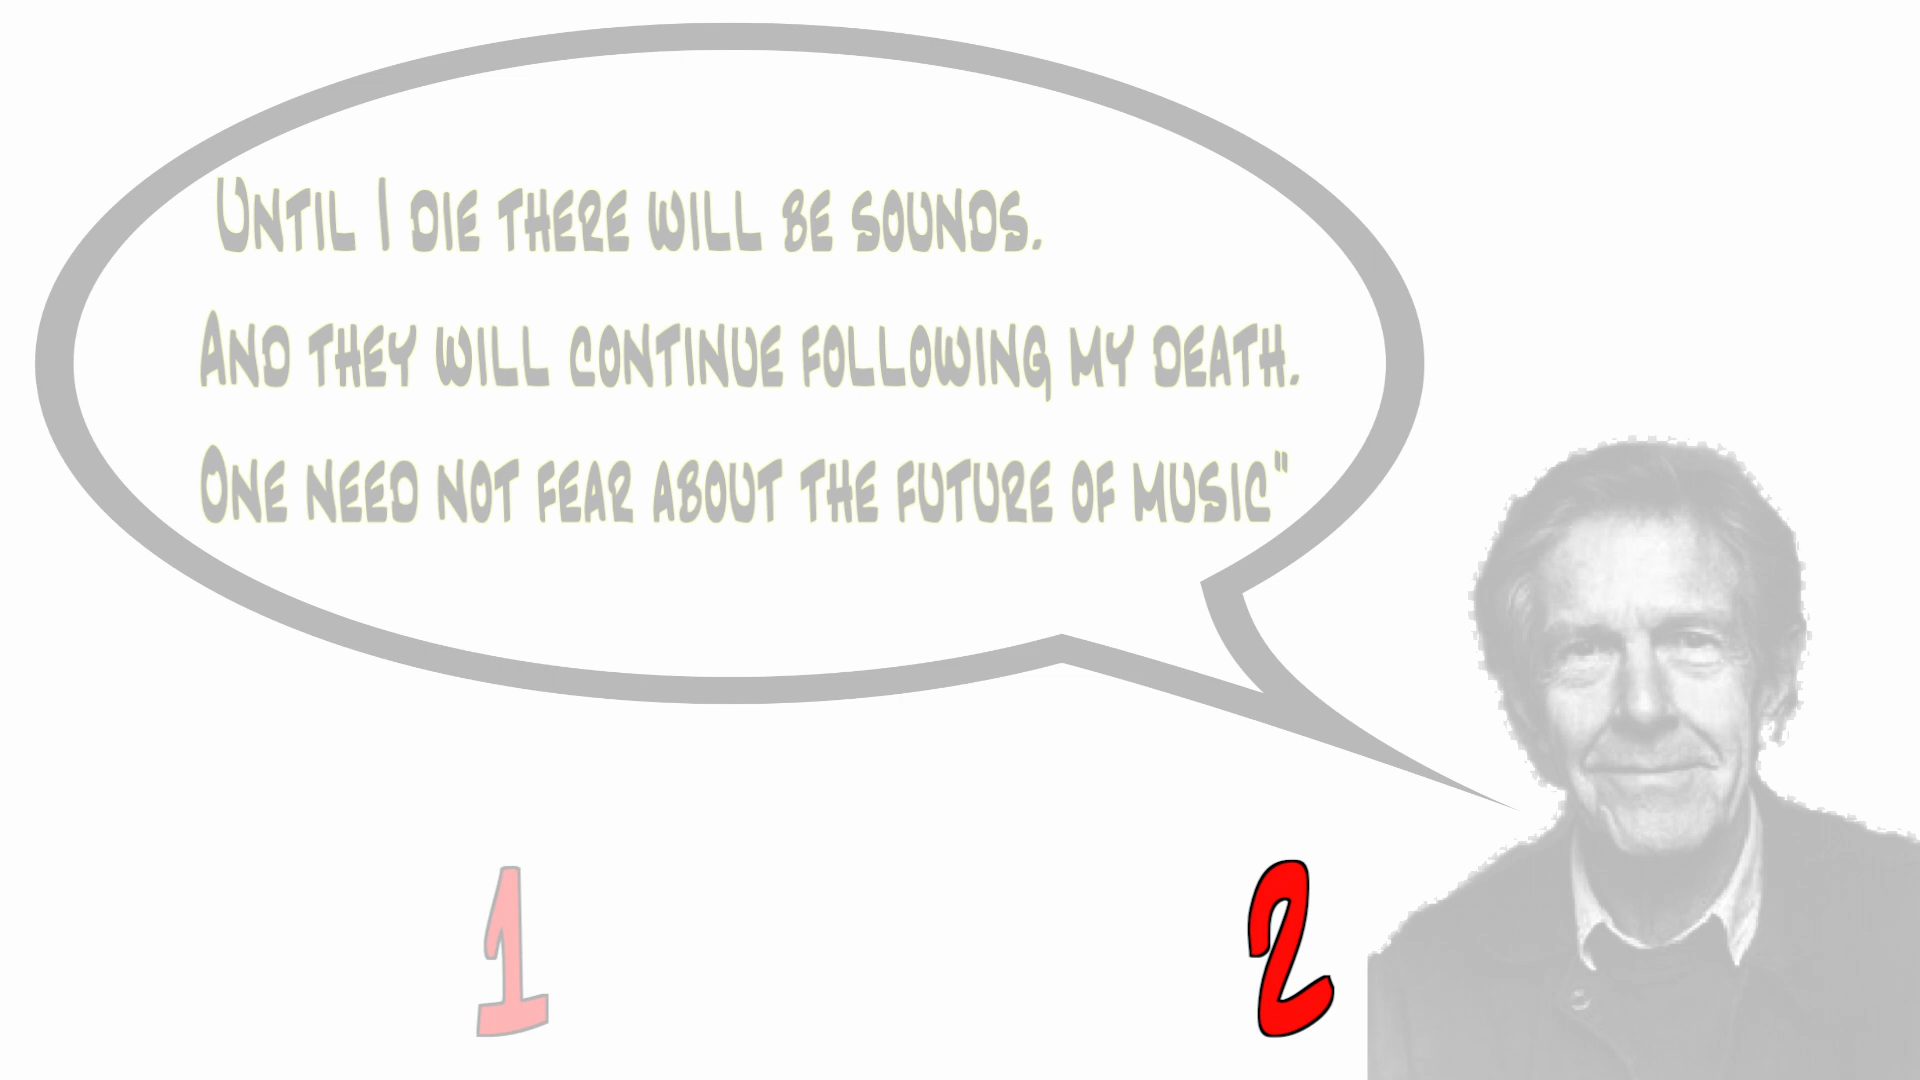 Until I die there will be sounds.
And they will continue following my death.
One need not fear about the future of music"
1
2